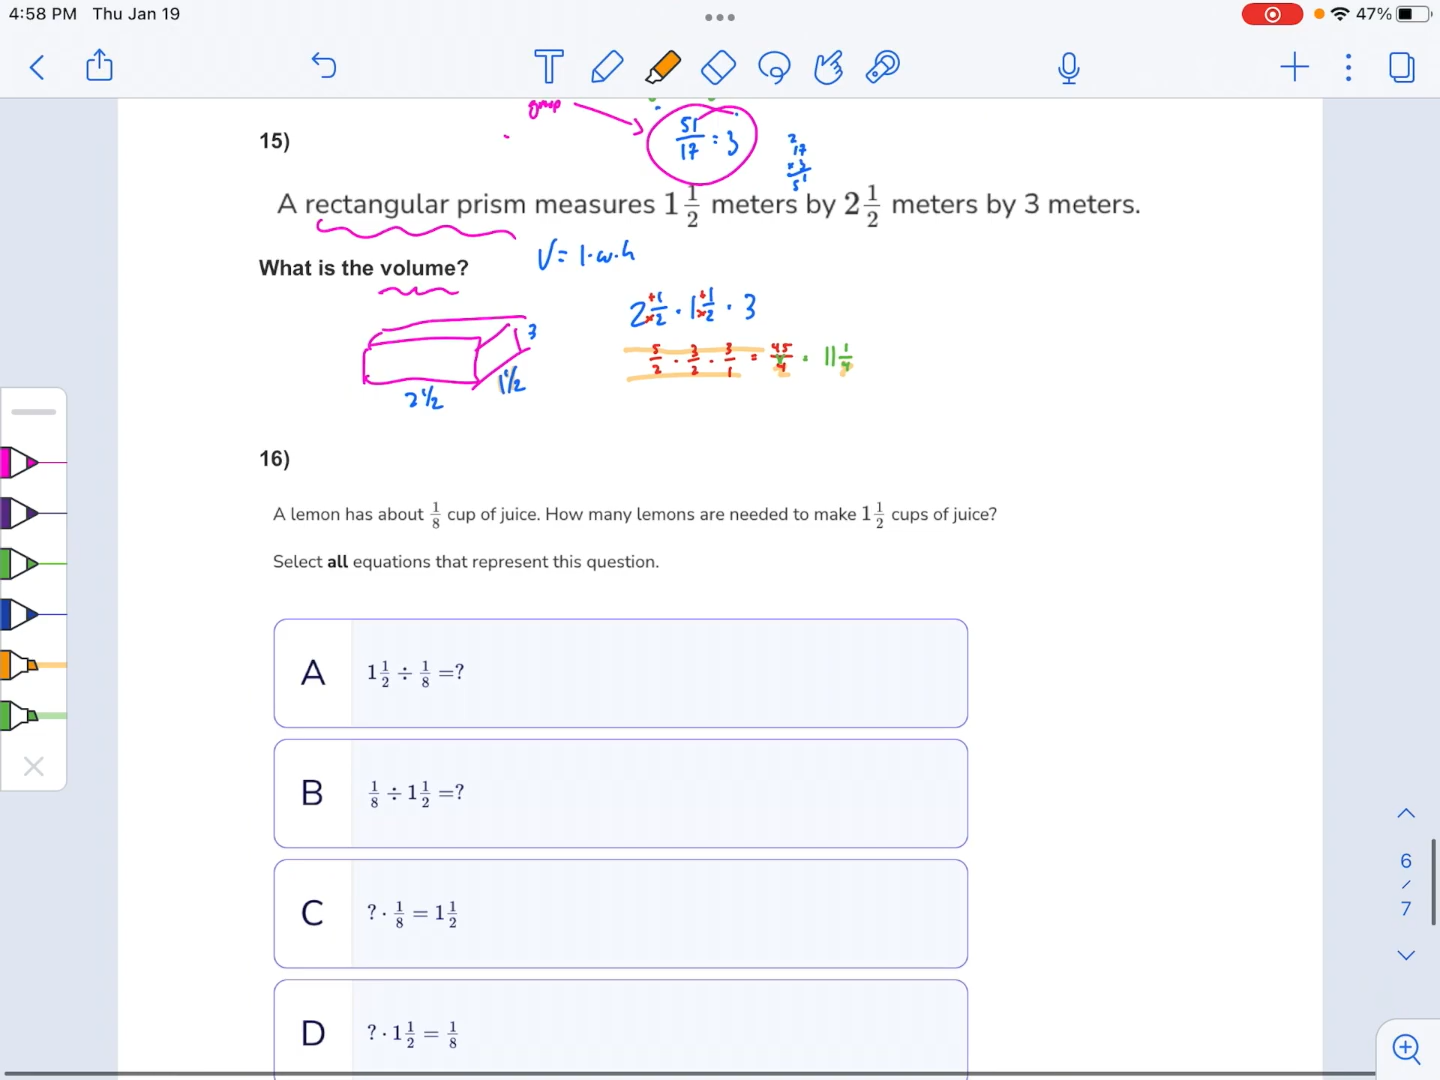 4:58 PM Thu Jan 19
47%
group
15)
51/17 = 3
2
17
×3
51
A rectangular prism measures 1 1/2 meters by 2 1/2 meters by 3 meters.
What is the volume?
V = l·w·h
2 +1/×2 · 1 +1/×2 · 3
3
2 1/2
1 1/2
5/2 · 3/2 · 3/1 = 45/4 = 11 1/4
16)
A lemon has about 1/8 cup of juice. How many lemons are needed to make 1 1/2 cups of juice?
Select all equations that represent this question.
A 1 1/2 ÷ 1/8 =?
B 1/8 ÷ 1 1/2 =?
C ? · 1/8 = 1 1/2
D ? · 1 1/2 = 1/8
6
/
7